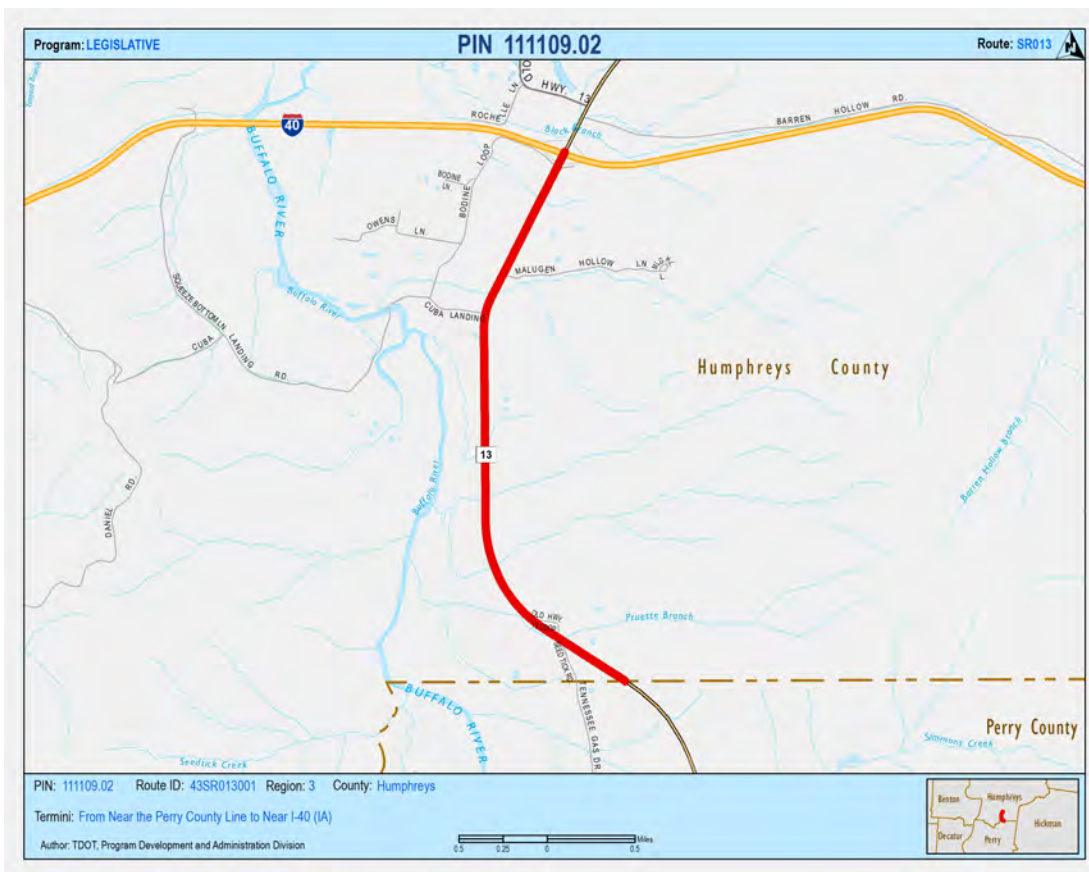 Program: LEGISLATIVE
PIN 111109.02
Route: SR013
N
OLD HWY. 13
ROCHELLE LN
Black Branch
BARREN HOLLOW RD.
40
BUFFALO RIVER
BODINE LN
BODINE LOOP
OWENS LN
MALUGEN HOLLOW LN
Buffalo River
CUBA LANDING
SQUEEZE BOTTOM LN
CUBA LANDING RD.
Humphreys County
13
Barren Hollow Branch
Buffalo River
DANIEL RD.
OLD HWY.
Pruette Branch
SEEDTICK RD
TENNESSEE GAS DR.
BUFFALO RIVER
Perry County
Simmons Creek
Seedtick Creek
PIN: 111109.02 Route ID: 43SR013001 Region: 3 County: Humphreys
Termini: From Near the Perry County Line to Near I-40 (IA)
Author: TDOT, Program Development and Administration Division
0.5 0.25 0 0.5 Miles
Benton Humphreys
Hickman
Decatur Perry